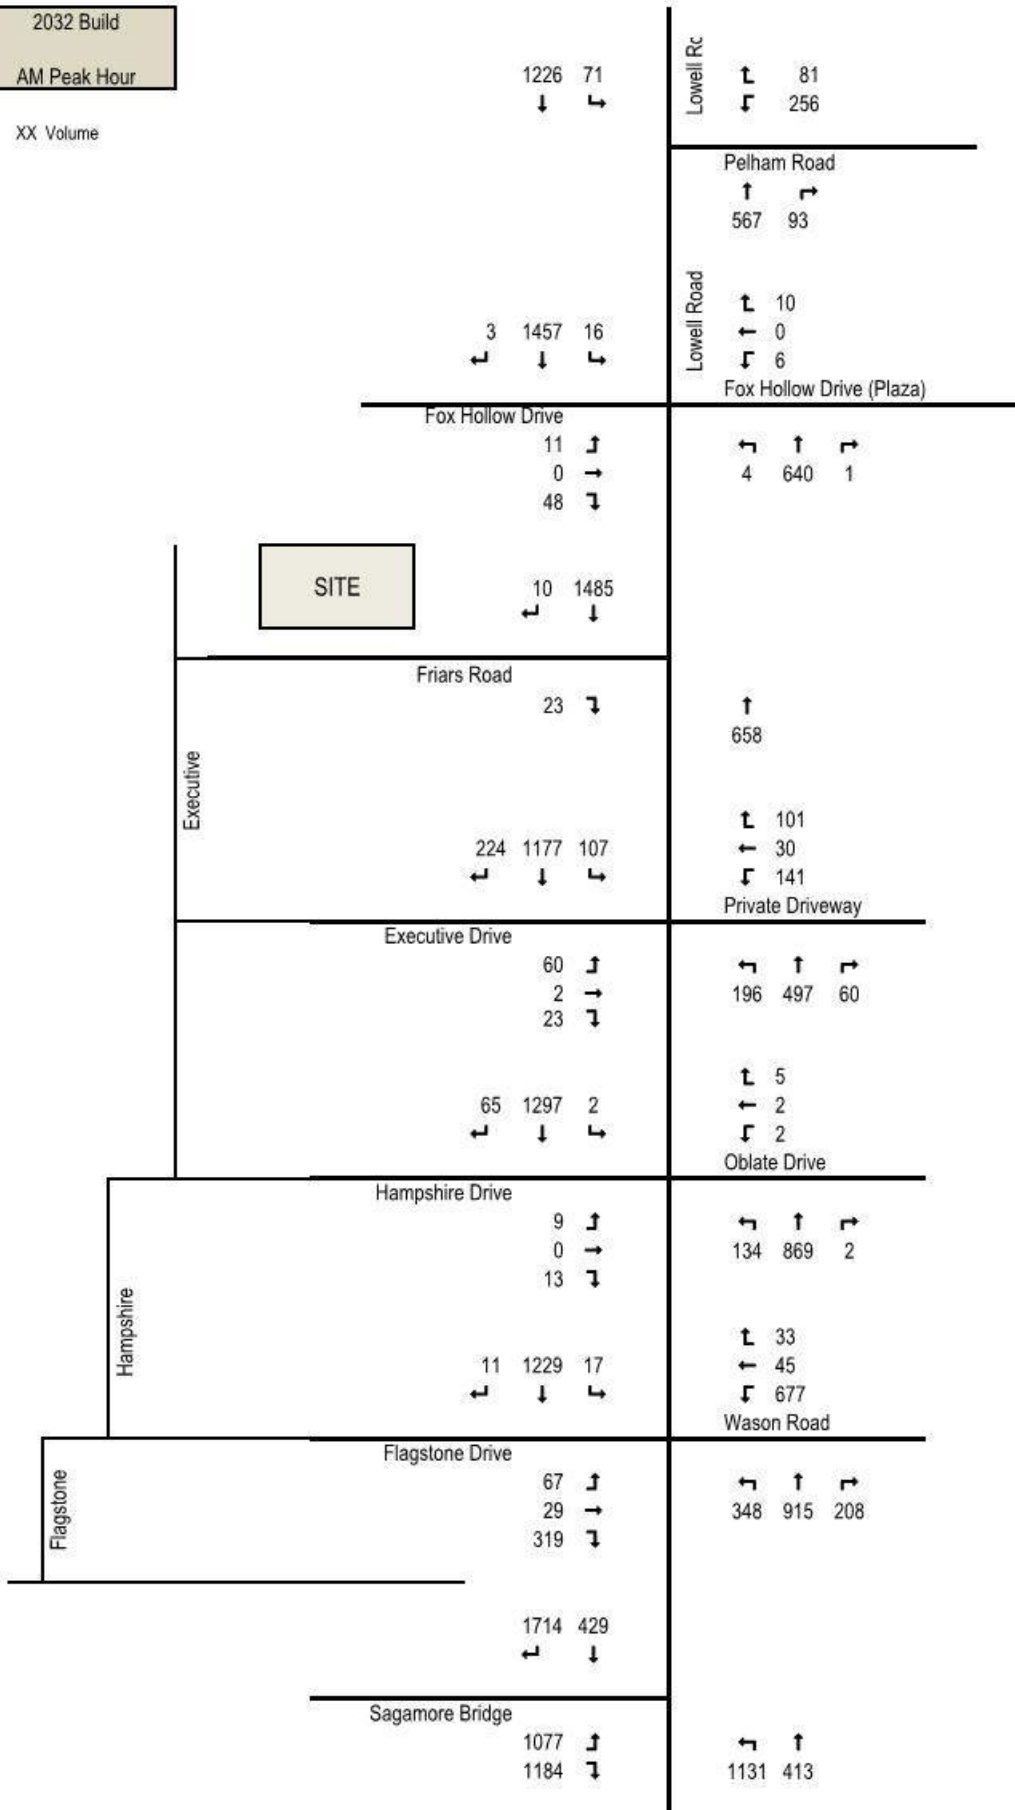 2032 Build
AM Peak Hour
XX Volume
1226 71
Lowell Rc
81
256
Pelham Road
567 93
Lowell Road
3 1457 16
10
0
6
Fox Hollow Drive (Plaza)
Fox Hollow Drive
11
0
48
4 640 1
SITE
10 1485
Friars Road
23
658
Executive
224 1177 107
101
30
141
Private Driveway
Executive Drive
60
2
23
196 497 60
65 1297 2
5
2
2
Oblate Drive
Hampshire Drive
9
0
13
134 869 2
Hampshire
11 1229 17
33
45
677
Wason Road
Flagstone Drive
67
29
319
348 915 208
Flagstone
1714 429
Sagamore Bridge
1077
1184
1131 413